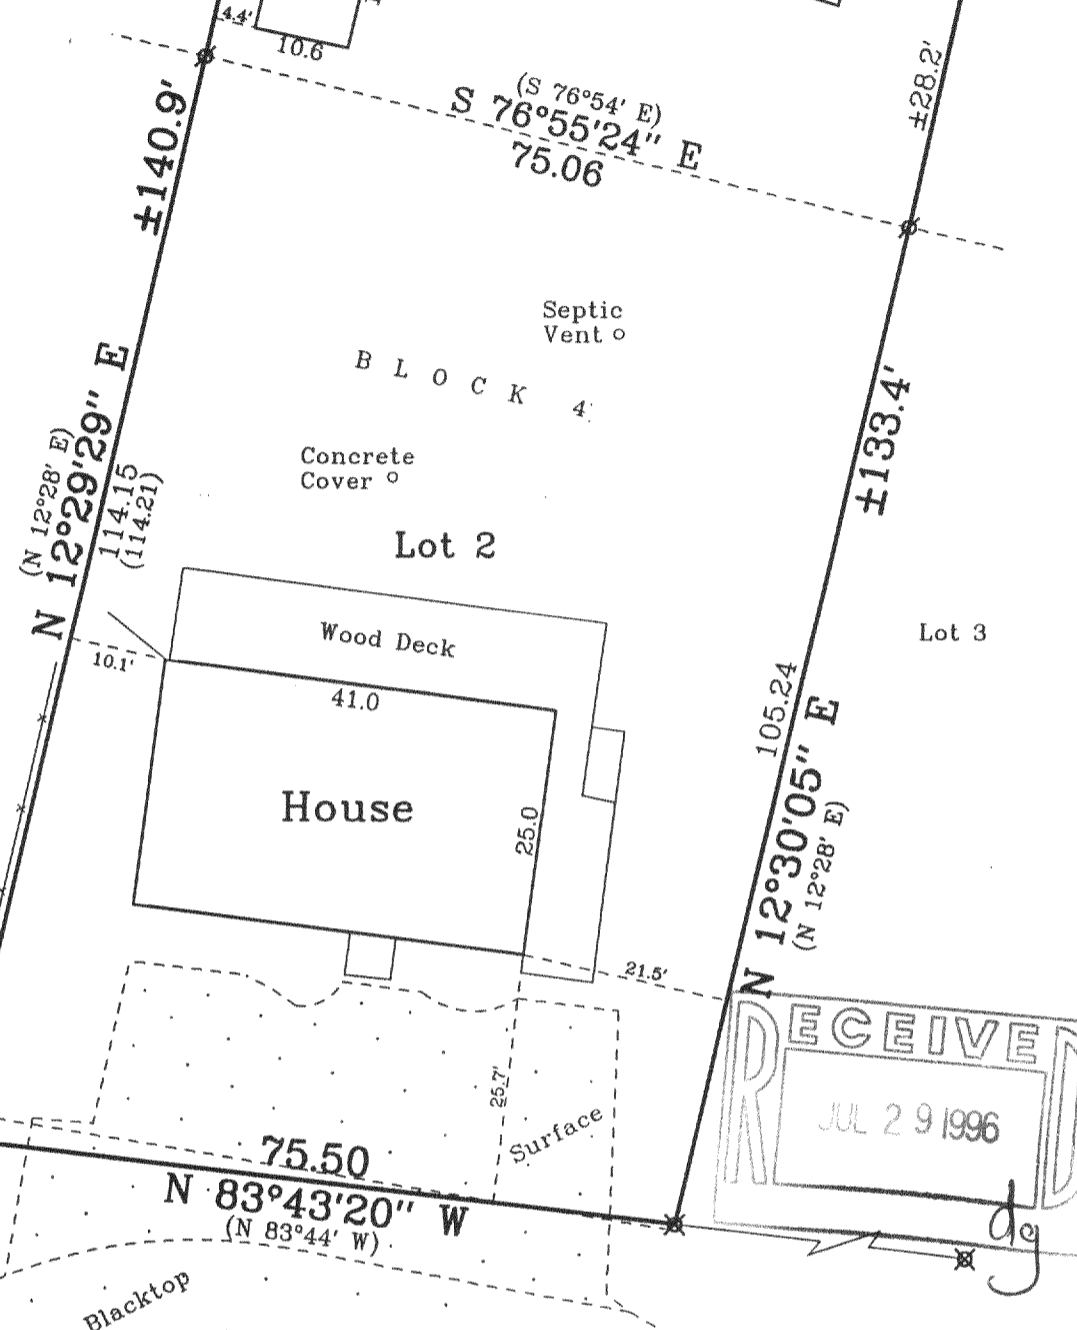 4.4'
10.6
±28.2'
(S 76°54' E)
S 76°55'24" E
75.06
±140.9'
Septic
Vent
BLOCK 4
±133.4'
(N 12°28' E)
N 12°29'29" E
114.15
(114.21)
Concrete
Cover
Lot 2
Wood Deck
Lot 3
10.1'
41.0
105.24
N 12°30'05" E
(N 12°28' E)
House
25.0
21.5'
RECEIVED
JUL 29 1996
dg
25.7'
Surface
75.50
N 83°43'20" W
(N 83°44' W)
Blacktop